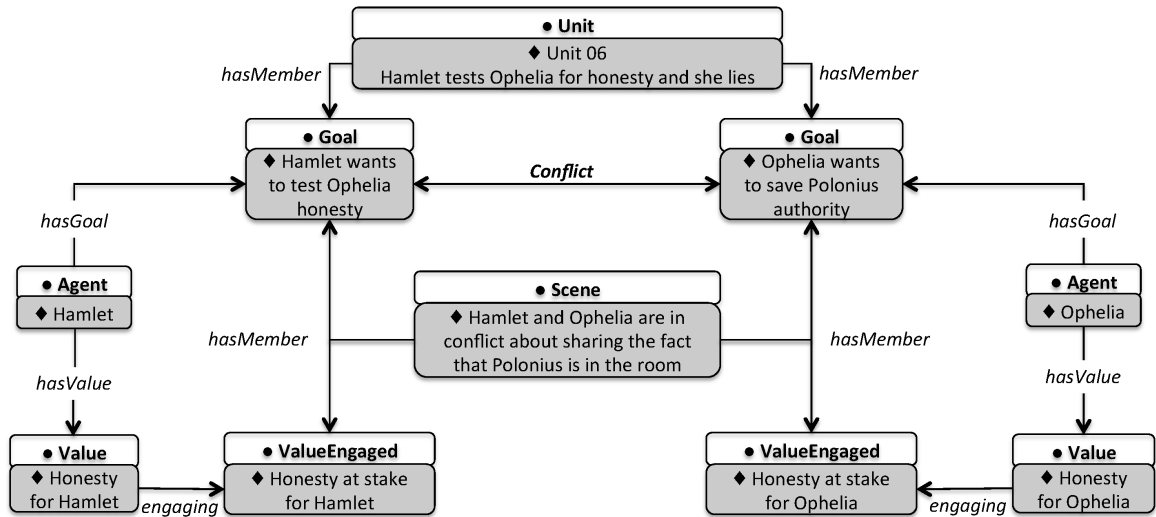 ● Unit
♦ Unit 06
Hamlet tests Ophelia for honesty and she lies
hasMember
hasMember
● Goal
♦ Hamlet wants
to test Ophelia
honesty
Conflict
● Goal
♦ Ophelia wants
to save Polonius
authority
hasGoal
hasGoal
● Agent
♦ Hamlet
● Scene
♦ Hamlet and Ophelia are in
conflict about sharing the fact
that Polonius is in the room
● Agent
♦ Ophelia
hasMember
hasMember
hasValue
hasValue
● Value
♦ Honesty
for Hamlet
engaging
● ValueEngaged
♦ Honesty at stake
for Hamlet
● ValueEngaged
♦ Honesty at stake
for Ophelia
engaging
● Value
♦ Honesty
for Ophelia